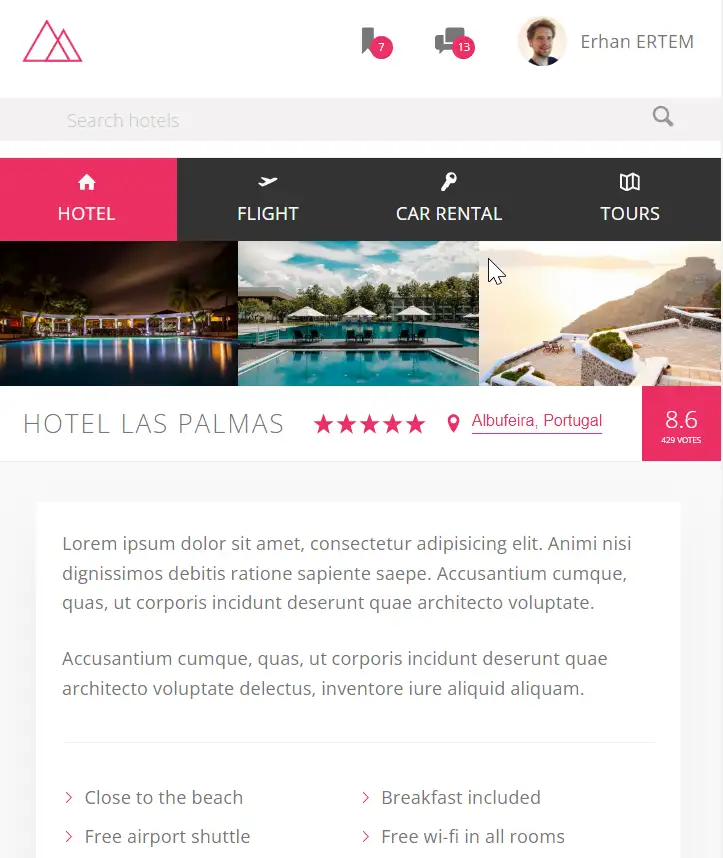 7
13
Erhan ERTEM
Search hotels
HOTEL
FLIGHT
CAR RENTAL
TOURS
HOTEL LAS PALMAS
Albufeira, Portugal
8.6
429 VOTES
Lorem ipsum dolor sit amet, consectetur adipisicing elit. Animi nisi
dignissimos debitis ratione sapiente saepe. Accusantium cumque,
quas, ut corporis incidunt deserunt quae architecto voluptate.
Accusantium cumque, quas, ut corporis incidunt deserunt quae
architecto voluptate delectus, inventore iure aliquid aliquam.
Close to the beach
Breakfast included
Free airport shuttle
Free wi-fi in all rooms